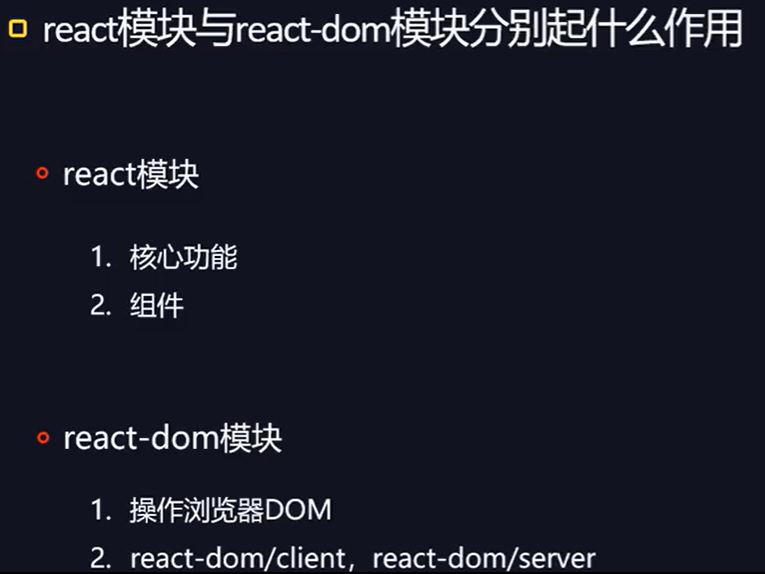 react模块与react-dom模块分别起什么作用
react模块
1. 核心功能
2. 组件
react-dom模块
1. 操作浏览器DOM
2. react-dom/client，react-dom/server